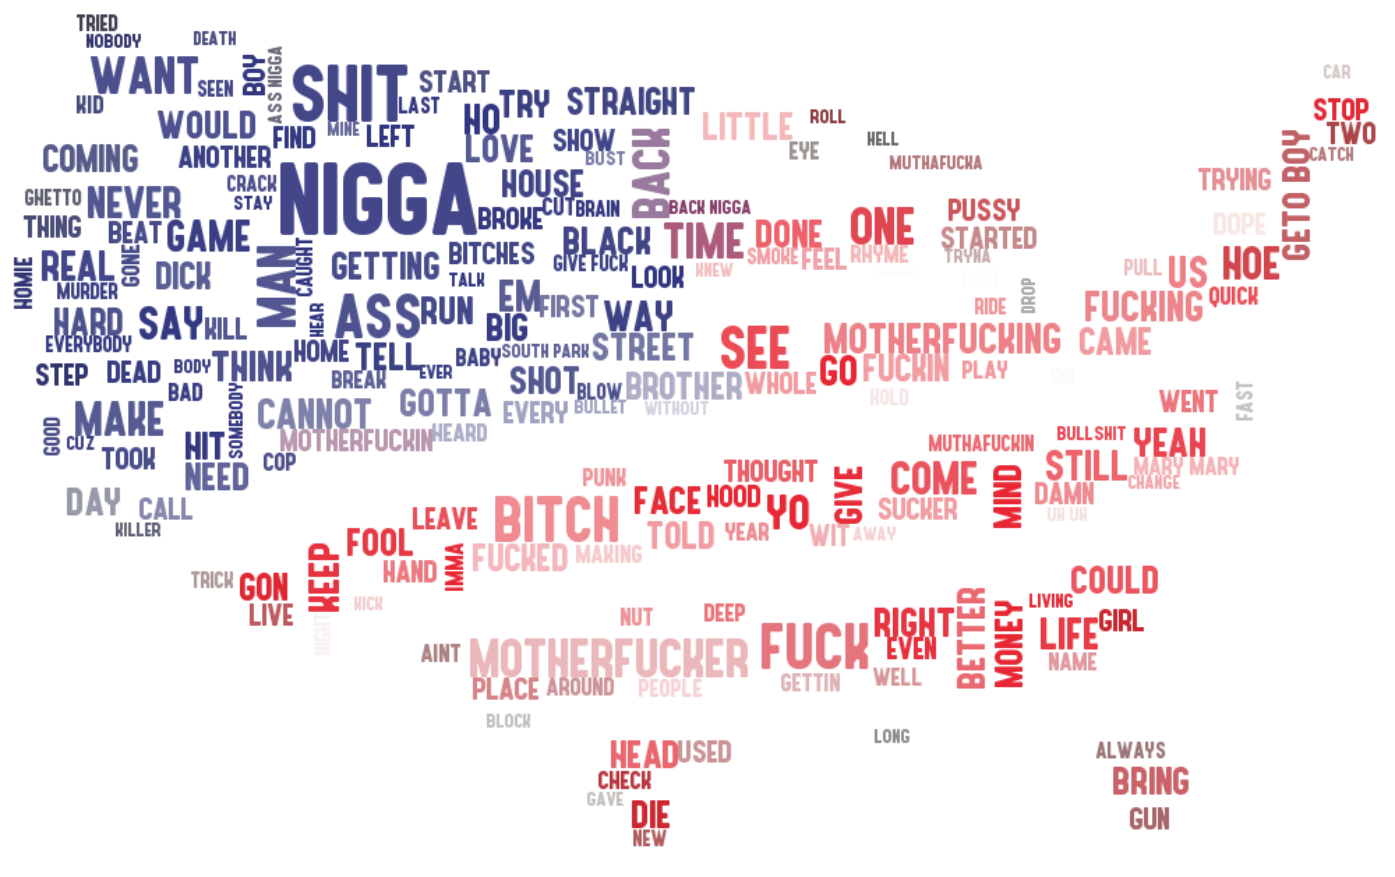 TRIED
NOBODY
DEATH
WANT
SEEN
BOY
ASS NIGGA
SHIT
START
KID
LAST
NO
TRY
STRAIGHT
WOULD
FIND
MINE
LEFT
LOVE
SHOW
BUST
BACK
LITTLE
ROLL
EYE
HELL
MUTHAFUCKA
CAR
STOP
TWO
CATCH
GETO BOY
COMING
ANOTHER
CRACK
STAY
NIGGA
HOUSE
CUT
BRAIN
BROKE
BACK NIGGA
GHETTO
NEVER
THING
BEAT
GAME
GONE
MAN
CAUGHT
GETTING
BITCHES
TALK
BLACK
GIVE FUCK
LOOK
TIME
KNEW
DONE
SMOKE
FEEL
ONE
RHYME
PUSSY
STARTED
TRYNA
TRYING
DOPE
HOE
US
PULL
QUICK
HOMIE
REAL
MURDER
DICK
HARD
EVERYBODY
SAY
KILL
HEAR
ASS
RUN
EM
FIRST
BIG
WAY
STREET
SEE
MOTHERFUCKING
RIDE
DROP
FUCKING
CAME
STEP
DEAD
BODY
THINK
HOME
TELL
EVER
BABY
SOUTH PARK
BREAK
SHOT
BLOW
BROTHER
WHOLE
GO
FUCKIN
PLAY
HOLD
END
BAD
SOMEBODY
MAKE
GOOD
CUZ
TOOK
HIT
NEED
CANNOT
GOTTA
EVERY
BULLET
WITHOUT
MOTHERFUCKIN
HEARD
COP
WENT
FAST
MUTHAFUCKIN
BULLSHIT
YEAH
DAY
CALL
KILLER
PUNK
THOUGHT
GIVE
COME
SUCKER
MIND
STILL
MARY MARY
CHANGE
DAMN
UH UH
LEAVE
BITCH
FACE
HOOD
YO
TOLD
YEAR
WIT
AWAY
FOOL
HAND
IMMA
FUCKED
MAKING
TRICK
GON
LIVE
KEEP
KICK
NIGHT
NUT
DEEP
FUCK
RIGHT
EVEN
BETTER
MONEY
LIVING
COULD
GIRL
LIFE
NAME
AINT
MOTHERFUCKER
PLACE
AROUND
PEOPLE
GETTIN
WELL
BLOCK
LONG
HEAD
USED
CHECK
GAVE
DIE
NEW
ALWAYS
BRING
GUN